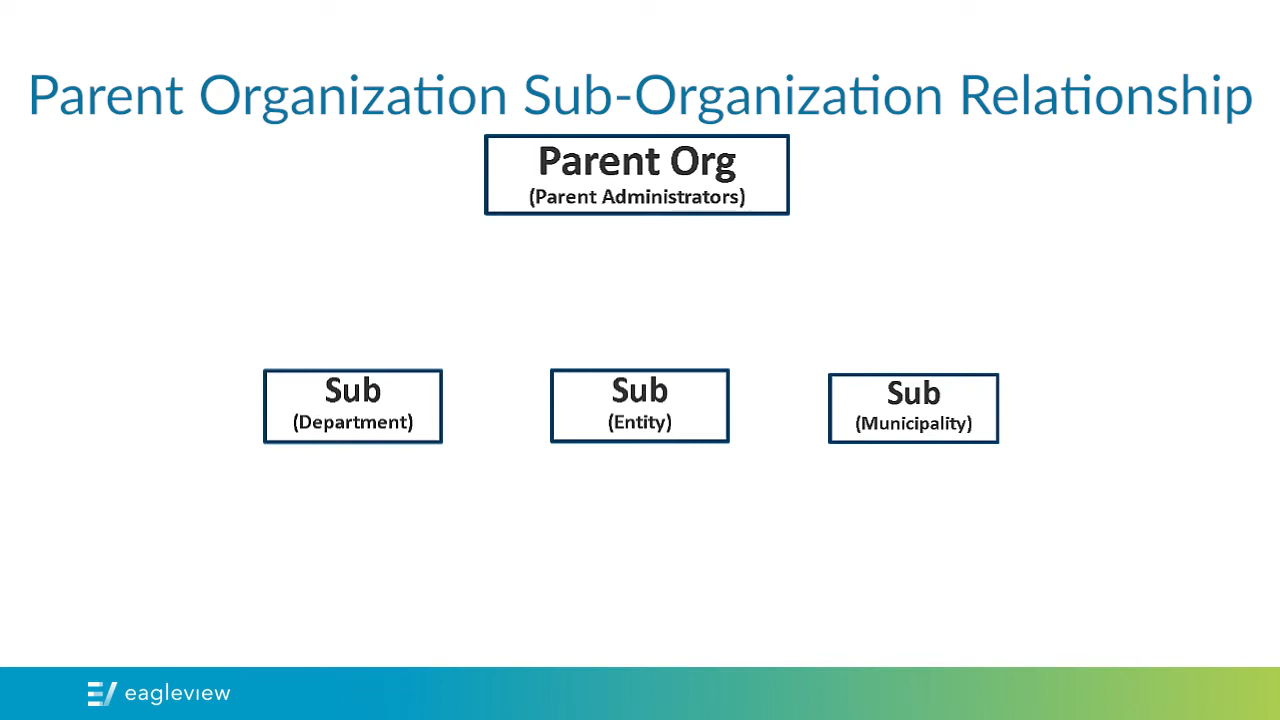 Parent Organization Sub-Organization Relationship
Parent Org
(Parent Administrators)
Sub
(Department)
Sub
(Entity)
Sub
(Municipality)
eagleview